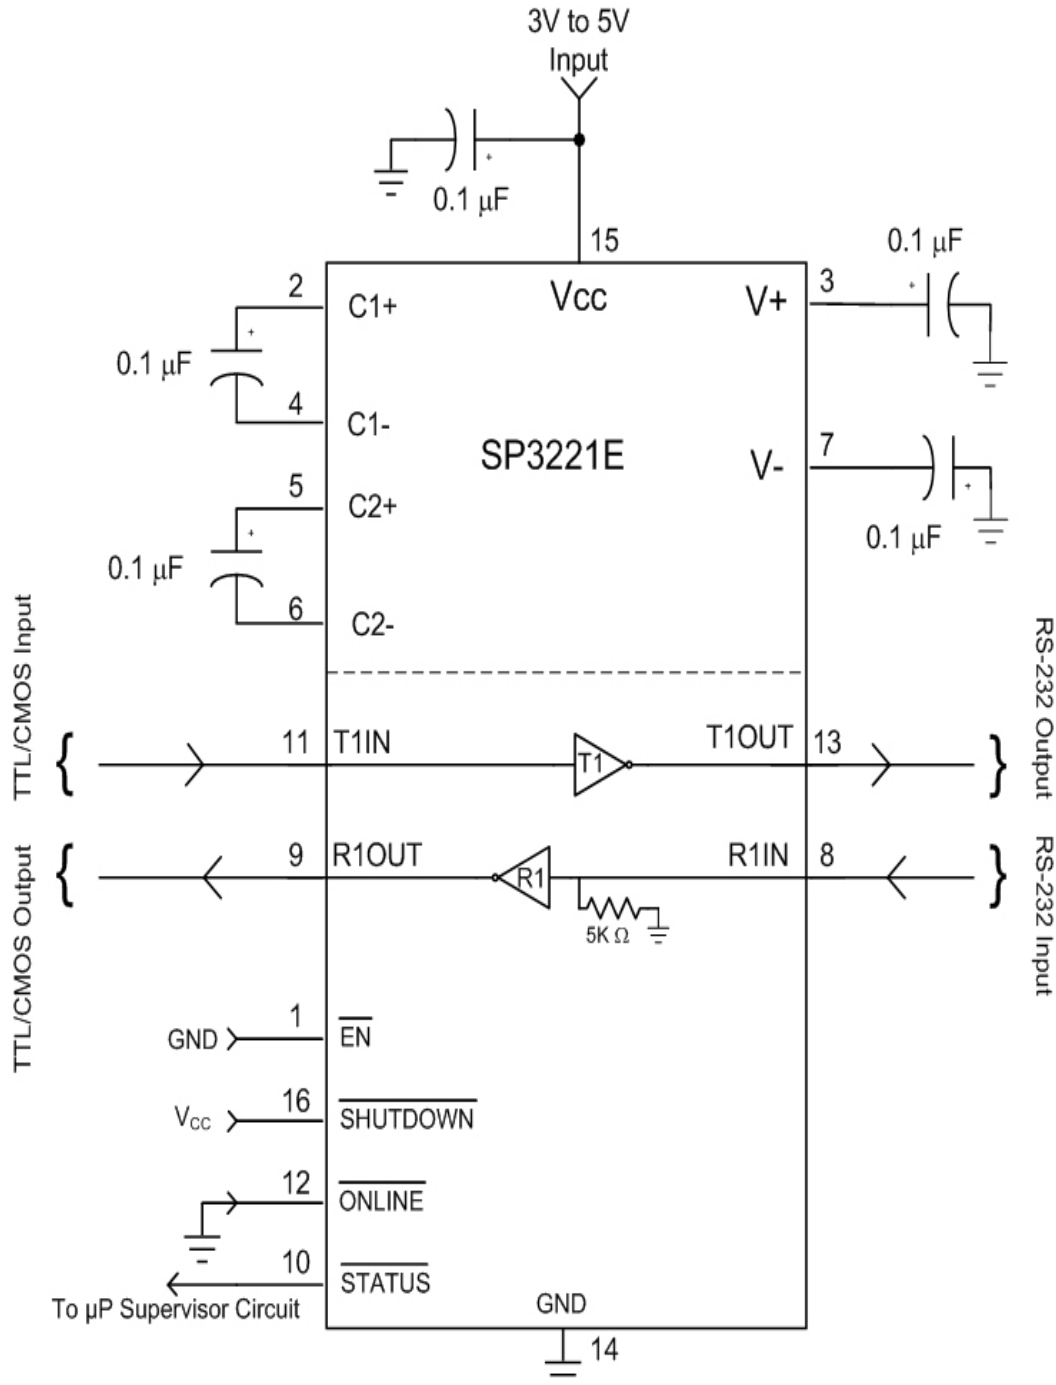 3V to 5V
Input
+
0.1 μF
15
0.1 μF
2
C1+
Vcc
V+
3
+
+
0.1 μF
4
C1-
SP3221E
V-
7
+
5
C2+
0.1 μF
+
0.1 μF
6
C2-
TTL/CMOS Input
RS-232 Output
{
11
T1IN
T1
T1OUT
13
}
TTL/CMOS Output
RS-232 Input
{
9
R1OUT
R1
R1IN
8
}
5K Ω
1
GND
EN
16
VCC
SHUTDOWN
12
ONLINE
10
STATUS
To μP Supervisor Circuit
GND
14